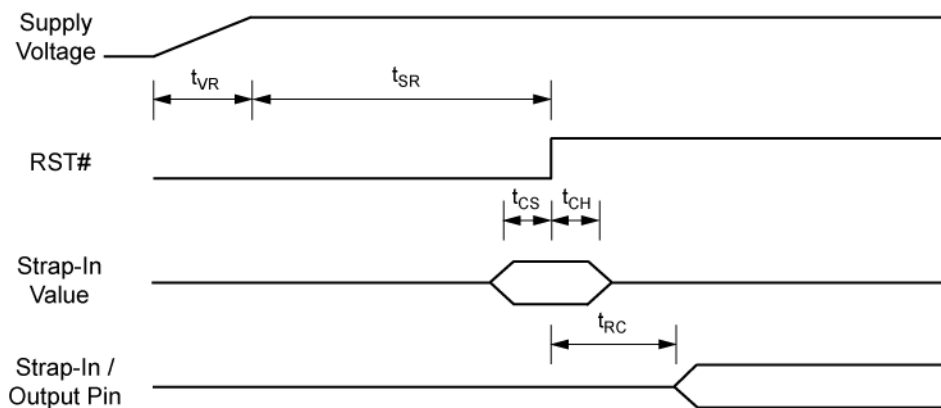 Supply
Voltage
tVR
tSR
RST#
tCS
tCH
Strap-In
Value
tRC
Strap-In /
Output Pin